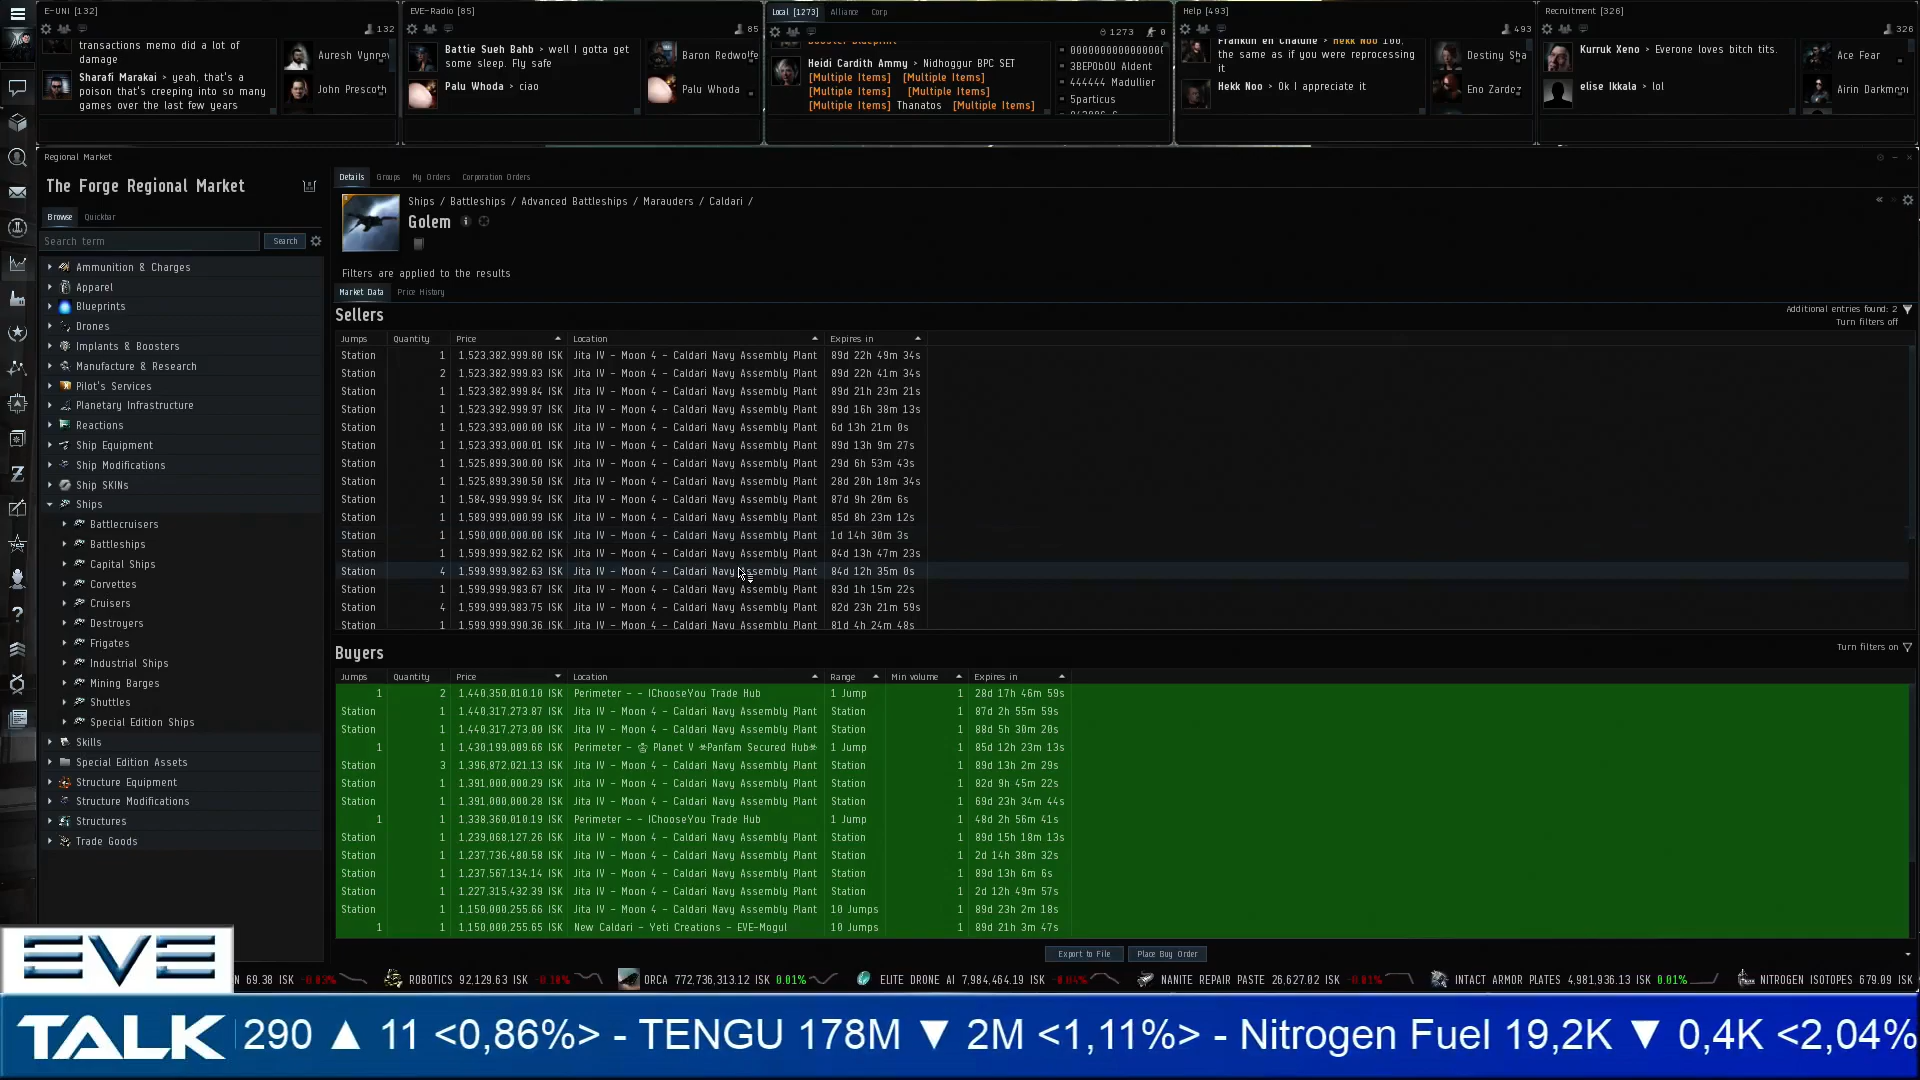 E-UNI [132]
132
transactions memo did a lot of
damage
Sharafi Marakai > yeah, that's a
poison that's creeping into so many
games over the last few years
Auresh Vynno
John Prescoth
EVE-Radio [85]
85
Battie Sueh Bahb > well I gotta get
some sleep. Fly safe
Palu Whoda > ciao
Baron Redwolfe
Palu Whoda
Local [1273] Alliance Corp
1273 0
Heidi Cardith Ammy > Nidhoggur BPC SET
[Multiple Items] [Multiple Items]
[Multiple Items] [Multiple Items]
[Multiple Items] Thanatos [Multiple Items]
3BEPObOU AIdent
444444 Madullier
5particus
Help [493]
493
Franklin en Chalune > Hekk Noo 100.
the same as if you were reprocessing
it
Hekk Noo > Ok I appreciate it
Destiny Sha
Eno Zardoz
Recruitment [326]
326
Kurruk Xeno > Everone loves bitch tits.
elise Ikkala > lol
Ace Fear
Airin Darkmoon
Regional Market
The Forge Regional Market
Browse Quickbar
Search term Search
Ammunition & Charges
Apparel
Blueprints
Drones
Implants & Boosters
Manufacture & Research
Pilot's Services
Planetary Infrastructure
Reactions
Ship Equipment
Ship Modifications
Ship SKINs
Ships
Battlecruisers
Battleships
Capital Ships
Corvettes
Cruisers
Destroyers
Frigates
Industrial Ships
Mining Barges
Shuttles
Special Edition Ships
Skills
Special Edition Assets
Structure Equipment
Structure Modifications
Structures
Trade Goods
Details Groups My Orders Corporation Orders
Ships / Battleships / Advanced Battleships / Marauders / Caldari /
Golem
Filters are applied to the results
Market Data Price History
Sellers
Additional entries found: 2
Turn filters off
Jumps Quantity Price Location Expires in
Station 1 1.523,382,999.80 ISK Jita IV - Moon 4 - Caldari Navy Assembly Plant 89d 22h 49m 34s
Station 2 1.523,382,999.83 ISK Jita IV - Moon 4 - Caldari Navy Assembly Plant 89d 22h 41m 34s
Station 1 1.523,382,999.84 ISK Jita IV - Moon 4 - Caldari Navy Assembly Plant 89d 21h 23m 21s
Station 1 1.523,392,999.97 ISK Jita IV - Moon 4 - Caldari Navy Assembly Plant 89d 16h 38m 13s
Station 1 1.523,393,000.00 ISK Jita IV - Moon 4 - Caldari Navy Assembly Plant 6d 13h 21m 0s
Station 1 1.523,393,000.01 ISK Jita IV - Moon 4 - Caldari Navy Assembly Plant 89d 13h 9m 27s
Station 1 1.525,899,300.00 ISK Jita IV - Moon 4 - Caldari Navy Assembly Plant 29d 6h 53m 43s
Station 1 1.525,899,390.50 ISK Jita IV - Moon 4 - Caldari Navy Assembly Plant 28d 20h 18m 34s
Station 1 1.584,999,999.94 ISK Jita IV - Moon 4 - Caldari Navy Assembly Plant 87d 9h 20m 6s
Station 1 1.589,999,000.99 ISK Jita IV - Moon 4 - Caldari Navy Assembly Plant 85d 8h 23m 12s
Station 1 1.590,000,000.00 ISK Jita IV - Moon 4 - Caldari Navy Assembly Plant 1d 14h 30m 3s
Station 1 1.599,999,982.62 ISK Jita IV - Moon 4 - Caldari Navy Assembly Plant 84d 13h 47m 23s
Station 4 1.599,999,982.63 ISK Jita IV - Moon 4 - Caldari Navy Assembly Plant 84d 12h 35m 0s
Station 1 1.599,999,983.67 ISK Jita IV - Moon 4 - Caldari Navy Assembly Plant 83d 1h 15m 22s
Station 4 1.599,999,983.75 ISK Jita IV - Moon 4 - Caldari Navy Assembly Plant 82d 23h 21m 59s
Station 1 1.599,999,990.36 ISK Jita IV - Moon 4 - Caldari Navy Assembly Plant 81d 4h 24m 48s
Buyers
Turn filters on
Jumps Quantity Price Location Range Min volume Expires in
1 2 1.440,350,010.10 ISK Perimeter - - IChooseYou Trade Hub 1 Jump 1 28d 17h 46m 59s
Station 1 1.440,317,273.87 ISK Jita IV - Moon 4 - Caldari Navy Assembly Plant Station 1 87d 2h 55m 59s
Station 1 1.440,317,273.00 ISK Jita IV - Moon 4 - Caldari Navy Assembly Plant Station 1 88d 5h 30m 20s
1 1 1.430,199,009.66 ISK Perimeter - Planet V Panfam Secured Hub 1 Jump 1 85d 12h 23m 13s
Station 3 1.396,872,021.13 ISK Jita IV - Moon 4 - Caldari Navy Assembly Plant Station 1 89d 13h 2m 29s
Station 1 1.391,000,000.29 ISK Jita IV - Moon 4 - Caldari Navy Assembly Plant Station 1 82d 9h 45m 22s
Station 1 1.391,000,000.28 ISK Jita IV - Moon 4 - Caldari Navy Assembly Plant Station 1 69d 23h 34m 44s
1 1 1.338,360,010.19 ISK Perimeter - - IChooseYou Trade Hub 1 Jump 1 48d 2h 56m 41s
Station 1 1.239,068,127.26 ISK Jita IV - Moon 4 - Caldari Navy Assembly Plant Station 1 89d 15h 18m 13s
Station 1 1.237,736,480.58 ISK Jita IV - Moon 4 - Caldari Navy Assembly Plant Station 1 2d 14h 38m 32s
Station 1 1.237,567,134.14 ISK Jita IV - Moon 4 - Caldari Navy Assembly Plant Station 1 89d 13h 6m 6s
Station 1 1.227,315,432.39 ISK Jita IV - Moon 4 - Caldari Navy Assembly Plant Station 1 2d 12h 49m 57s
Station 1 1.150,000,255.66 ISK Jita IV - Moon 4 - Caldari Navy Assembly Plant 10 Jumps 1 89d 23h 2m 18s
1 1 1.150,000,255.65 ISK New Caldari - Yeti Creations - EVE-Mogul 10 Jumps 1 89d 21h 3m 47s
Export to File Place Buy Order
EVE
N 69.38 ISK -0.03% ROBOTICS 92,129.63 ISK -0.10% ORCA 772,736,313.12 ISK 0.01% ELITE DRONE AI 7,984,464.19 ISK -0.04% NANITE REPAIR PASTE 26,627.02 ISK -0.01% INTACT ARMOR PLATES 4,981,936.13 ISK 0.01% NITROGEN ISOTOPES 679.09 ISK
TALK 290 ▲ 11 <0,86%> - TENGU 178M ▼ 2M <1,11%> - Nitrogen Fuel 19,2K ▼ 0,4K <2,04%